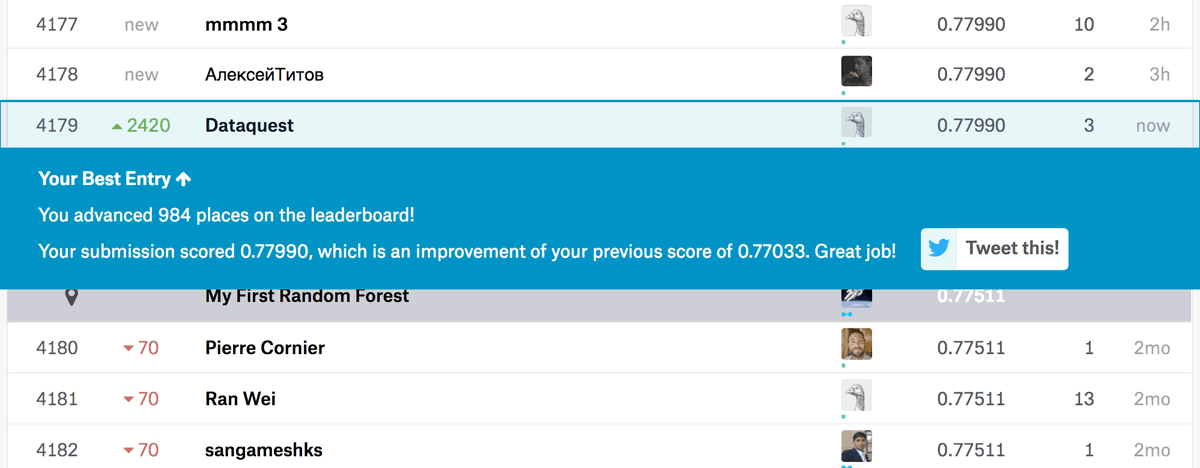 4177 new mmmm 3 0.77990 10 2h
4178 new АлексейТитов 0.77990 2 3h
4179 2420 Dataquest 0.77990 3 now
Your Best Entry
You advanced 984 places on the leaderboard!
Your submission scored 0.77990, which is an improvement of your previous score of 0.77033. Great job!
Tweet this!
My First Random Forest 0.77511
4180 70 Pierre Cornier 0.77511 1 2mo
4181 70 Ran Wei 0.77511 13 2mo
4182 70 sangameshks 0.77511 1 2mo